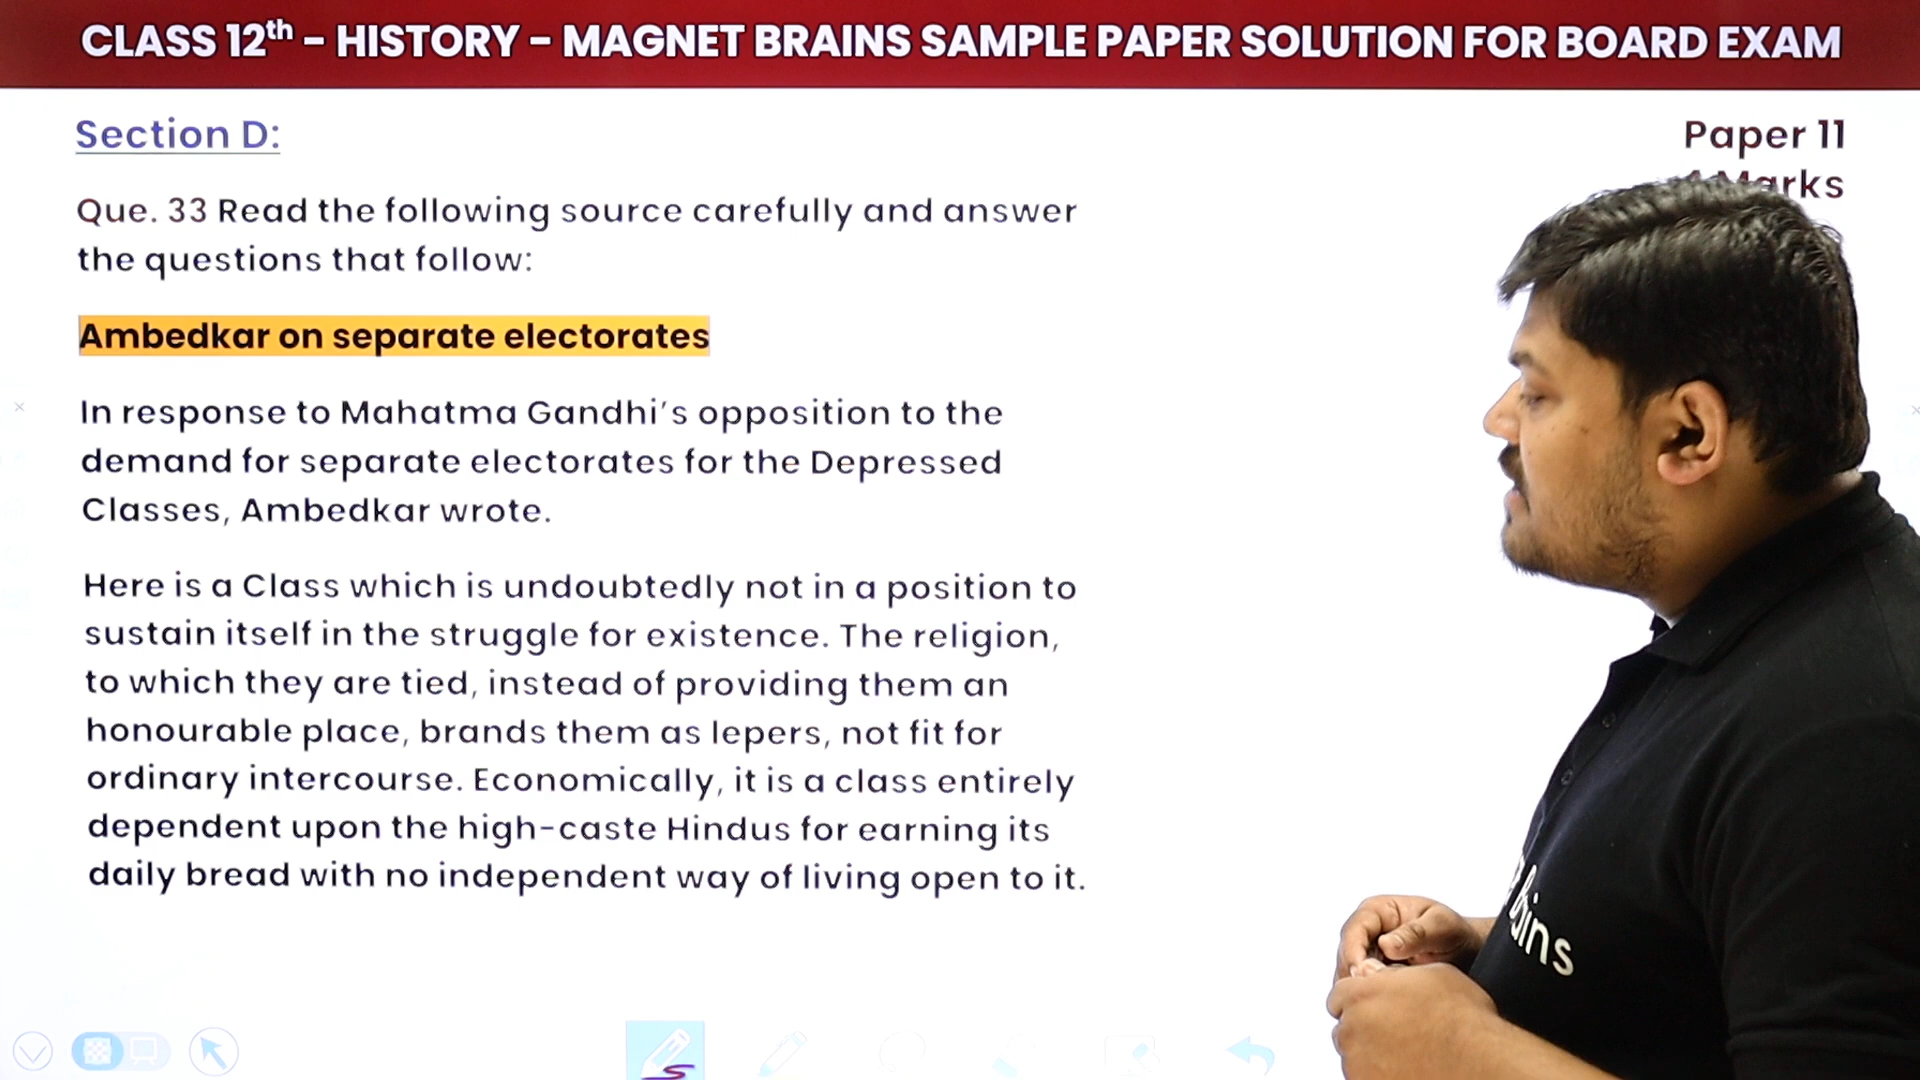 CLASS 12th - HISTORY - MAGNET BRAINS SAMPLE PAPER SOLUTION FOR BOARD EXAM
Section D:
Paper 11
Marks
Que. 33 Read the following source carefully and answer
the questions that follow:
Ambedkar on separate electorates
In response to Mahatma Gandhi's opposition to the
demand for separate electorates for the Depressed
Classes, Ambedkar wrote.
Here is a Class which is undoubtedly not in a position to
sustain itself in the struggle for existence. The religion,
to which they are tied, instead of providing them an
honourable place, brands them as lepers, not fit for
ordinary intercourse. Economically, it is a class entirely
dependent upon the high-caste Hindus for earning its
daily bread with no independent way of living open to it.